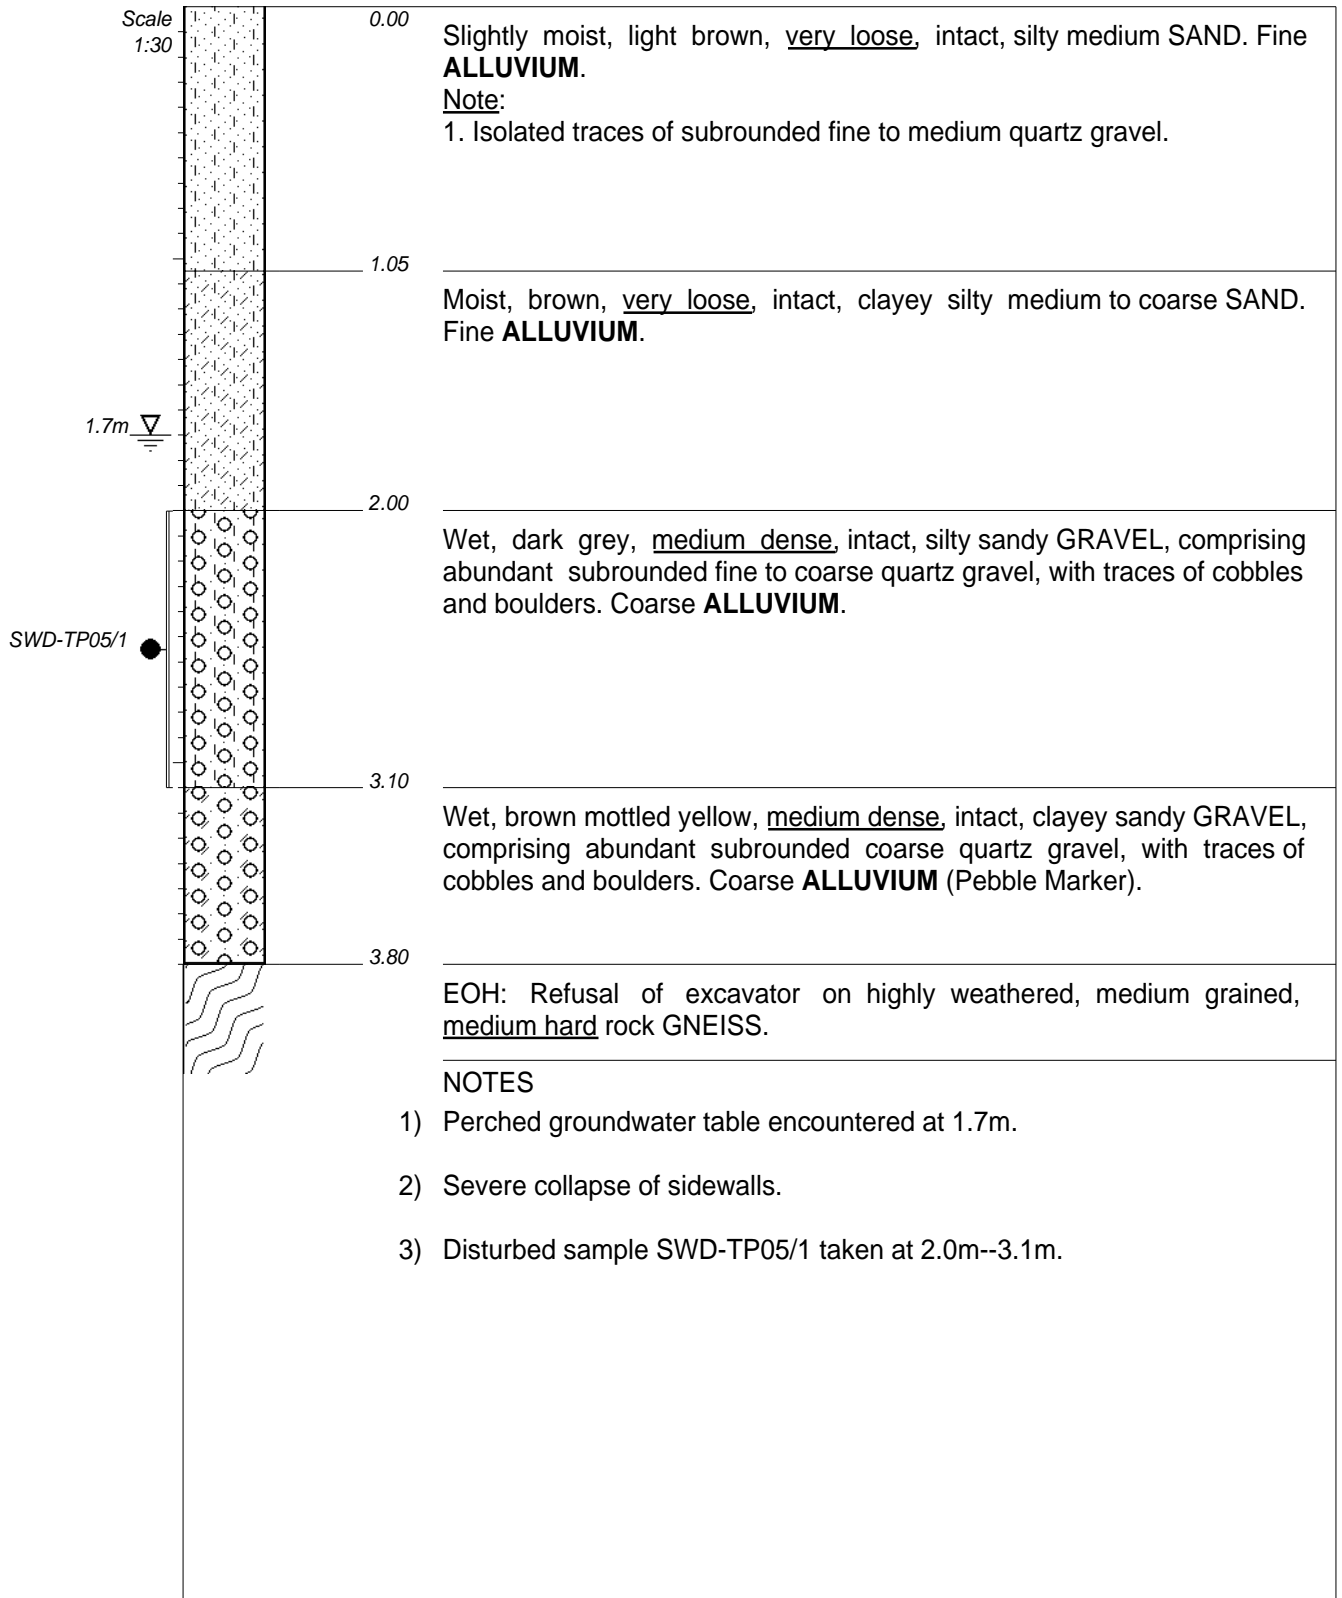 Scale
1:30
0.00
Slightly moist, light brown, very loose, intact, silty medium SAND. Fine
ALLUVIUM.
Note:
1. Isolated traces of subrounded fine to medium quartz gravel.
1.05
Moist, brown, very loose, intact, clayey silty medium to coarse SAND.
Fine ALLUVIUM.
1.7m
2.00
Wet, dark grey, medium dense, intact, silty sandy GRAVEL, comprising
abundant subrounded fine to coarse quartz gravel, with traces of cobbles
and boulders. Coarse ALLUVIUM.
SWD-TP05/1
3.10
Wet, brown mottled yellow, medium dense, intact, clayey sandy GRAVEL,
comprising abundant subrounded coarse quartz gravel, with traces of
cobbles and boulders. Coarse ALLUVIUM (Pebble Marker).
3.80
EOH: Refusal of excavator on highly weathered, medium grained,
medium hard rock GNEISS.
NOTES
1) Perched groundwater table encountered at 1.7m.
2) Severe collapse of sidewalls.
3) Disturbed sample SWD-TP05/1 taken at 2.0m--3.1m.